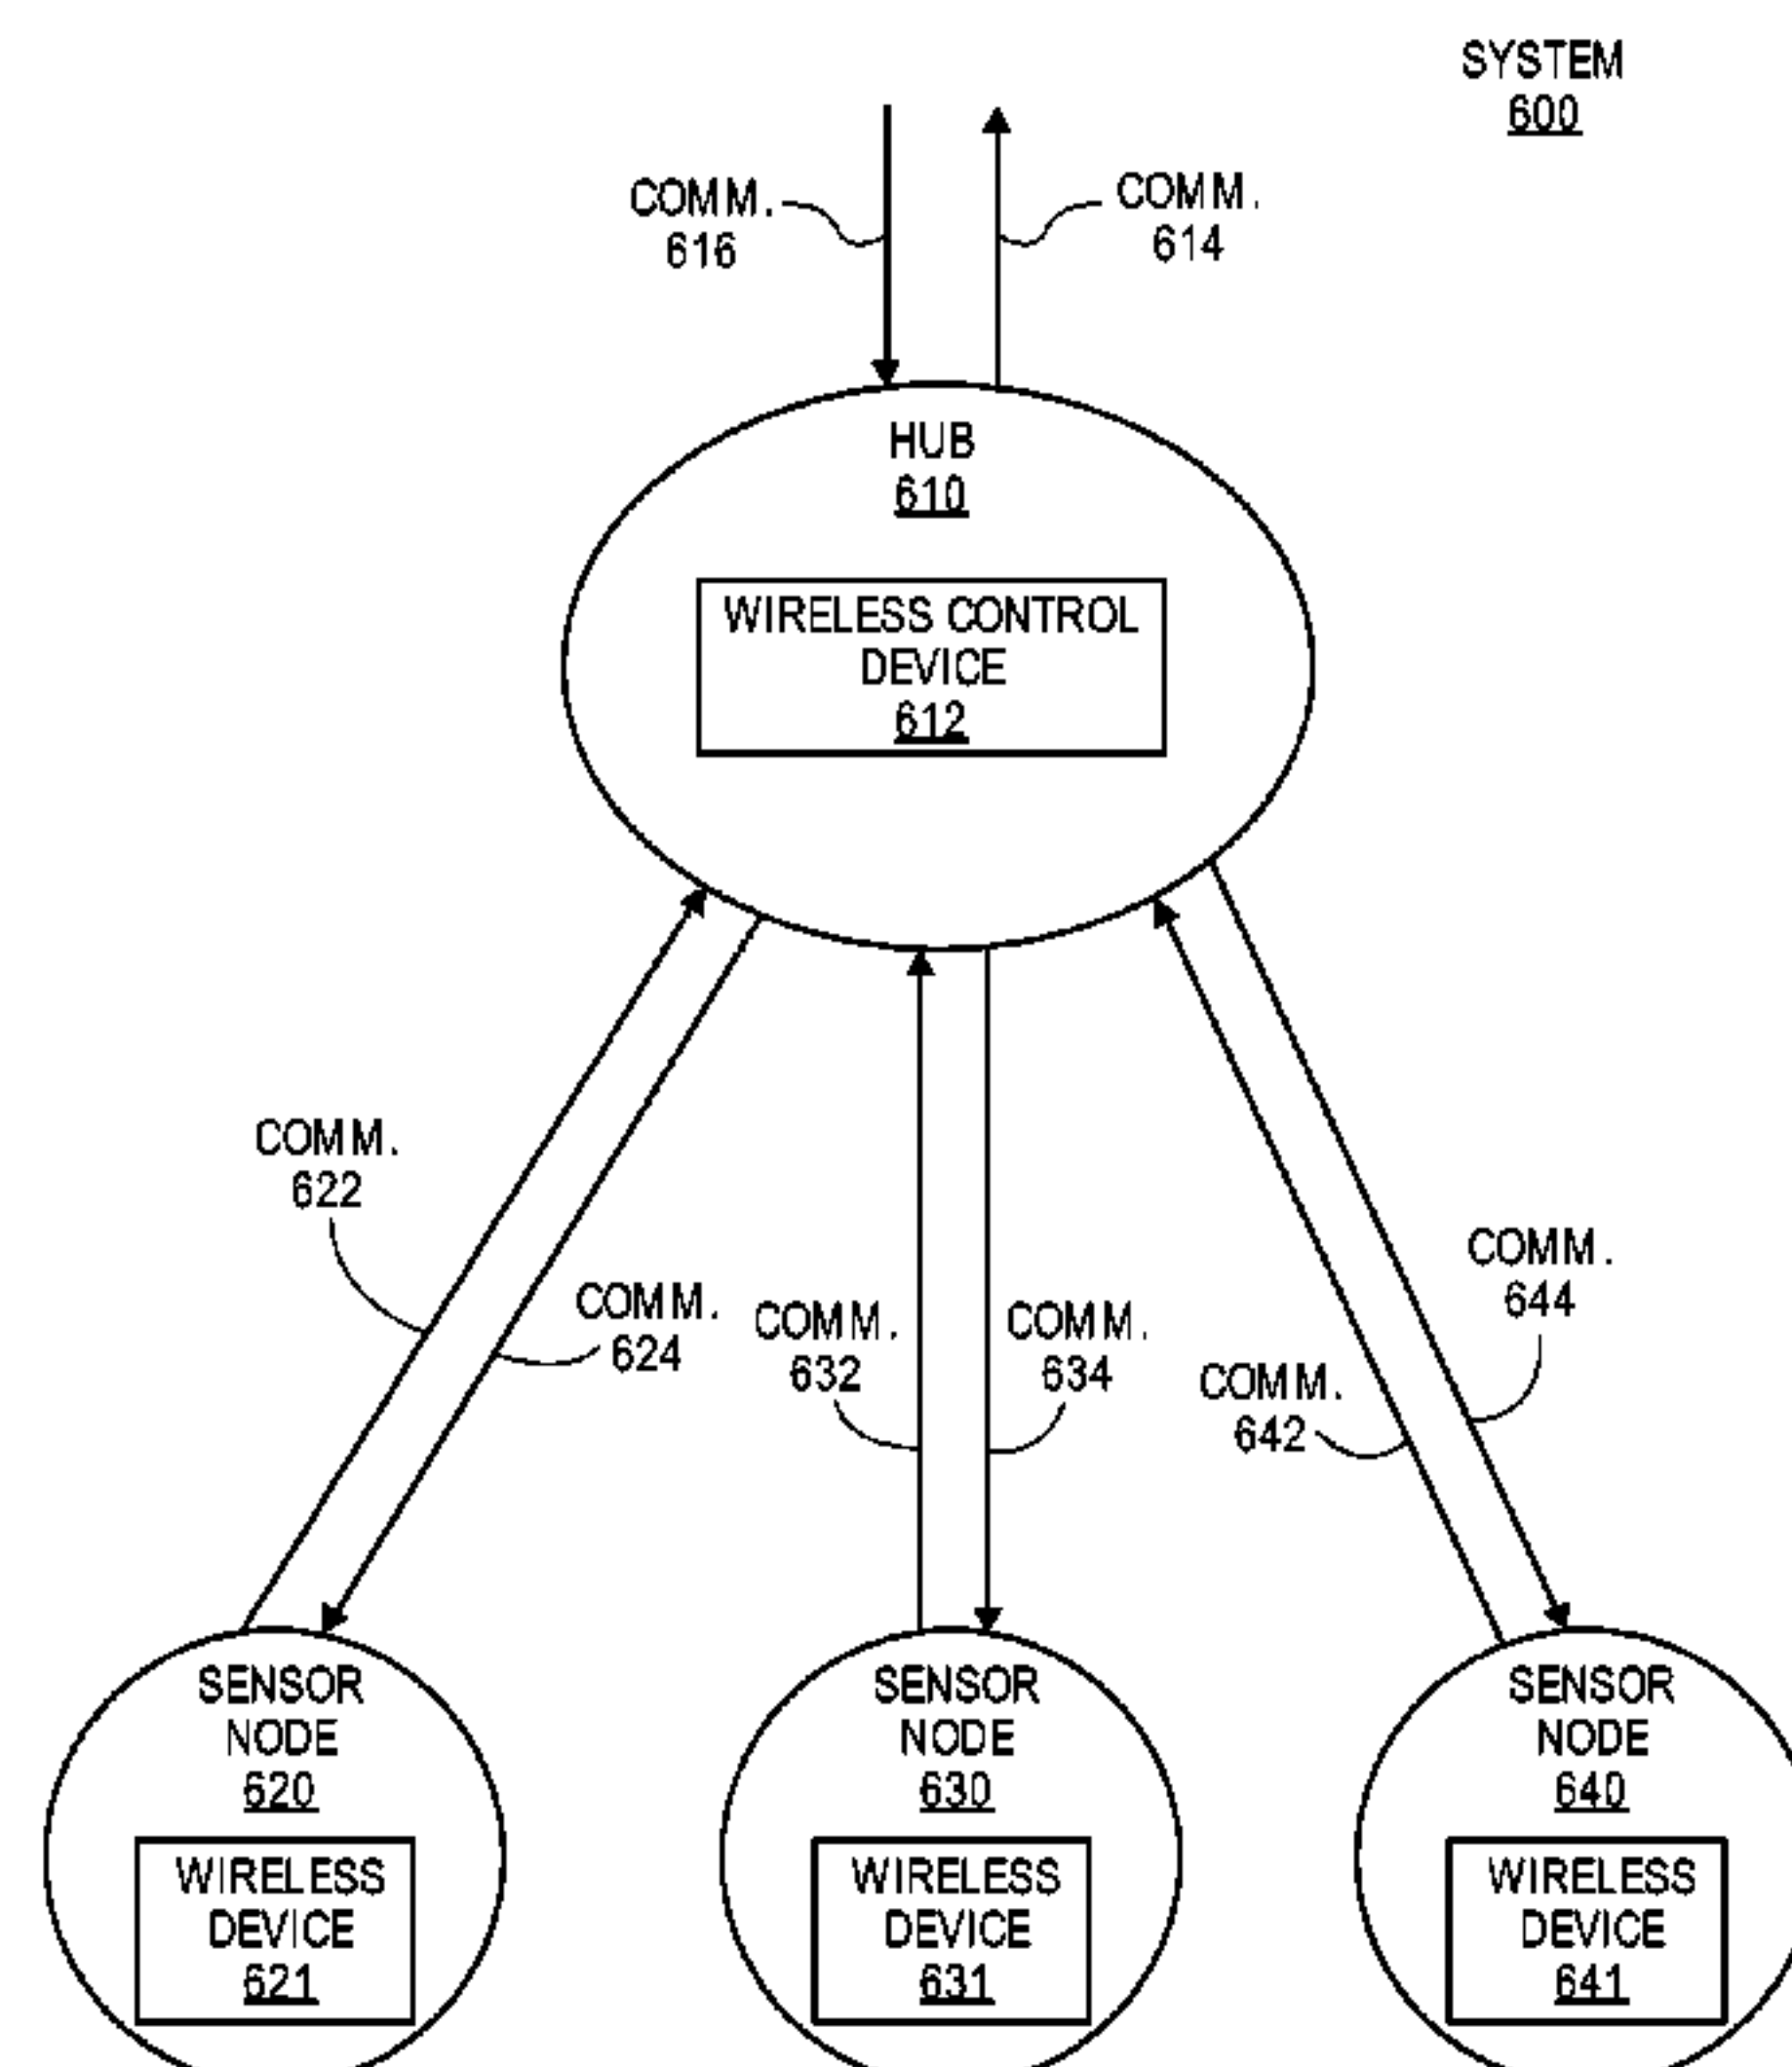 SYSTEM
600
COMM.
616
COMM.
614
HUB
610
WIRELESS CONTROL
DEVICE
612
COMM.
622
COMM.
624
COMM.
632
COMM.
634
COMM.
642
COMM.
644
SENSOR
NODE
620
WIRELESS
DEVICE
621
SENSOR
NODE
630
WIRELESS
DEVICE
631
SENSOR
NODE
640
WIRELESS
DEVICE
641